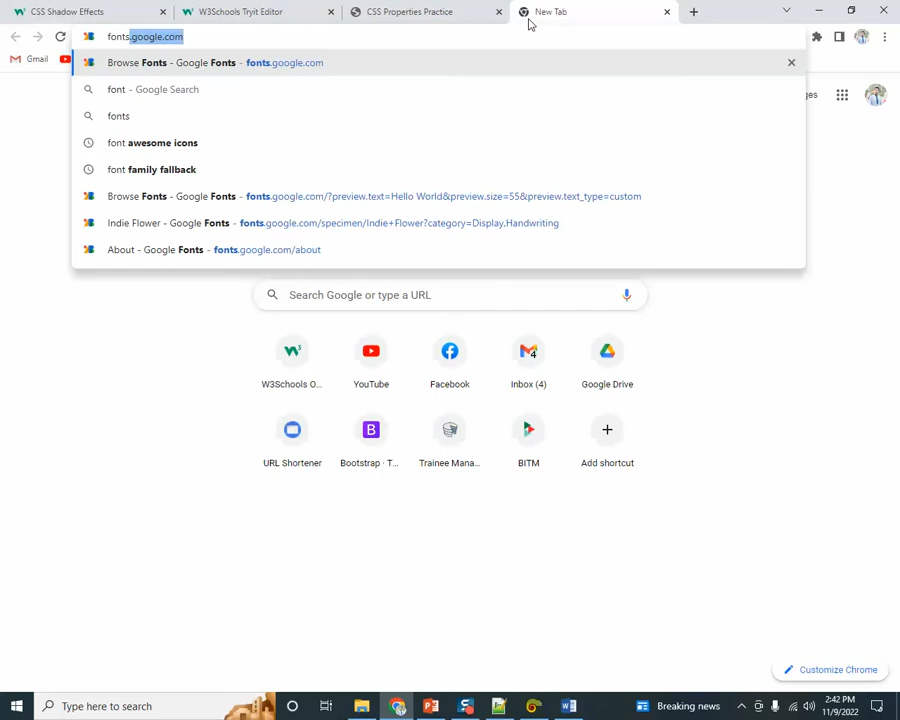 CSS Shadow Effects
W3Schools Tryit Editor
CSS Properties Practice
New Tab
fonts.google.com
Gmail
Browse Fonts - Google Fonts - fonts.google.com
font - Google Search
fonts
font awesome icons
font family fallback
Browse Fonts - Google Fonts - fonts.google.com/?preview.text=Hello World&preview.size=55&preview.text_type=custom
Indie Flower - Google Fonts - fonts.google.com/specimen/Indie+Flower?category=Display,Handwriting
About - Google Fonts - fonts.google.com/about
Search Google or type a URL
W3Schools O...
YouTube
Facebook
Inbox (4)
Google Drive
URL Shortener
Bootstrap · T...
Trainee Mana...
BITM
Add shortcut
Customize Chrome
Type here to search
Breaking news
2:42 PM
11/9/2022